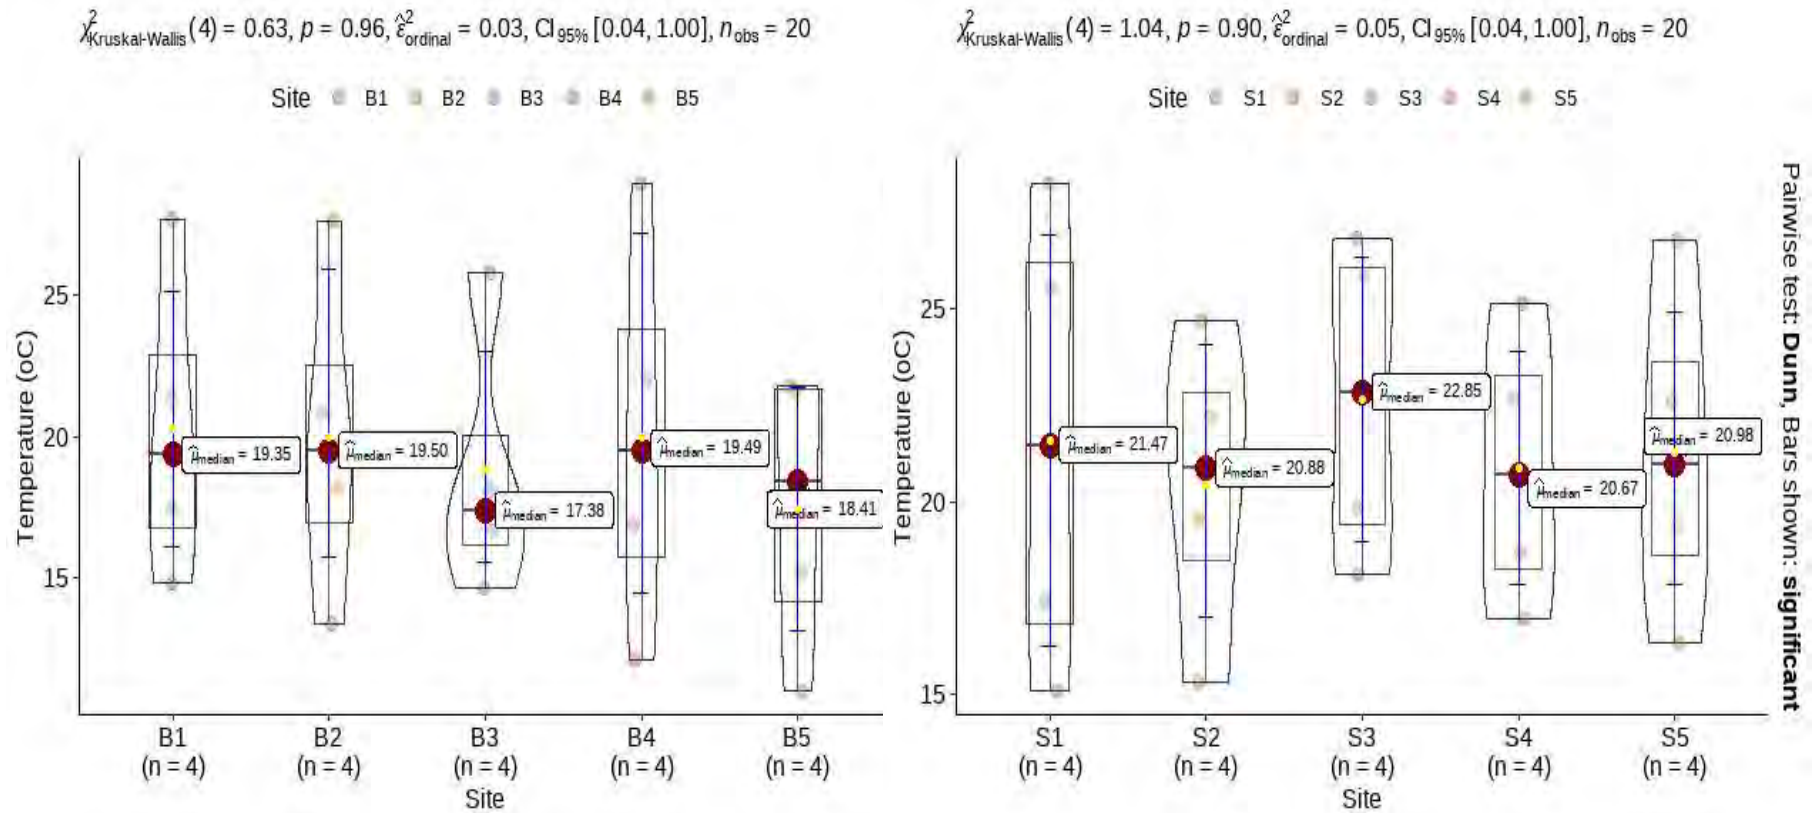 χ²Kruskal-Wallis(4) = 0.63, p = 0.96, ε̂²ordinal = 0.03, CI95% [0.04, 1.00], nobs = 20
Site B1 B2 B3 B4 B5
Temperature (oC)
25
20
15
μ̂median = 19.35
μ̂median = 19.50
μ̂median = 17.38
μ̂median = 19.49
μ̂median = 18.41
B1 B2 B3 B4 B5
(n = 4) (n = 4) (n = 4) (n = 4) (n = 4)
Site
χ²Kruskal-Wallis(4) = 1.04, p = 0.90, ε̂²ordinal = 0.05, CI95% [0.04, 1.00], nobs = 20
Site S1 S2 S3 S4 S5
Temperature (oC)
25
20
15
μ̂median = 21.47
μ̂median = 20.88
μ̂median = 22.85
μ̂median = 20.67
μ̂median = 20.98
S1 S2 S3 S4 S5
(n = 4) (n = 4) (n = 4) (n = 4) (n = 4)
Site
Pairwise test: Dunn, Bars shown: significant